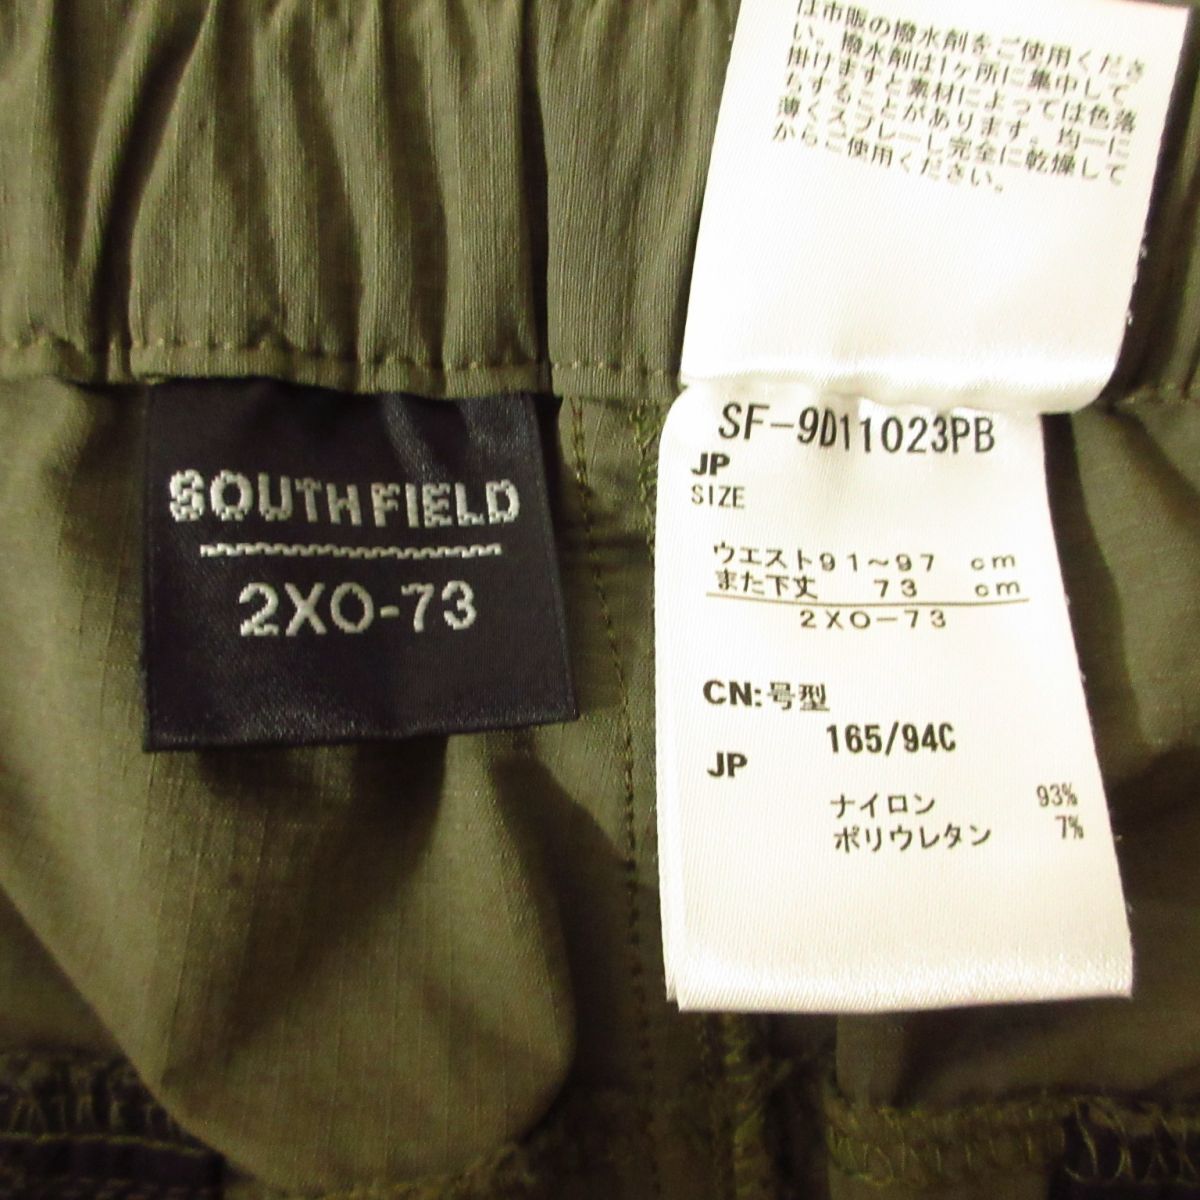 は市販の撥水剤をご使用くださ
い。撥水剤は1ヶ所に集中して
掛けますと素材によっては色落
ちすることがあります。均一に
薄くスプレーし完全に乾燥して
からご使用ください。
SOUTH FIELD
2XO-73
SF-9D11023PB
JP
SIZE
ウエスト91～97 cm
また下丈 73 cm
2XO-73
CN:号型
165/94C
JP
ナイロン 93%
ポリウレタン 7%